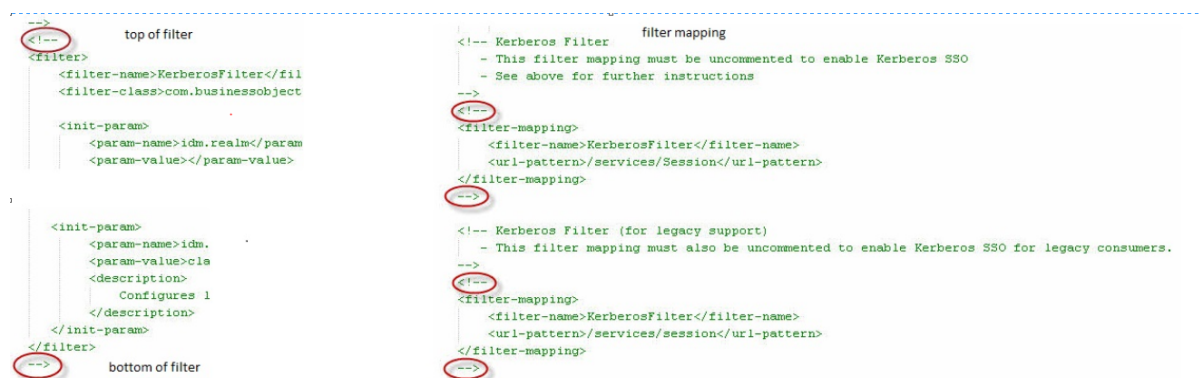 -->
top of filter
<!--
<filter>
<filter-name>KerberosFilter</fil
<filter-class>com.businessobject
<init-param>
<param-name>idm.realm</param
<param-value></param-value>
<init-param>
<param-name>idm.
<param-value>cla
<description>
Configures l
</description>
</init-param>
</filter>
-->
bottom of filter
filter mapping
<!-- Kerberos Filter
- This filter mapping must be uncommented to enable Kerberos SSO
- See above for further instructions
-->
<!--
<filter-mapping>
<filter-name>KerberosFilter</filter-name>
<url-pattern>/services/Session</url-pattern>
</filter-mapping>
-->
<!-- Kerberos Filter (for legacy support)
- This filter mapping must also be uncommented to enable Kerberos SSO for legacy consumers.
-->
<!--
<filter-mapping>
<filter-name>KerberosFilter</filter-name>
<url-pattern>/services/session</url-pattern>
</filter-mapping>
-->